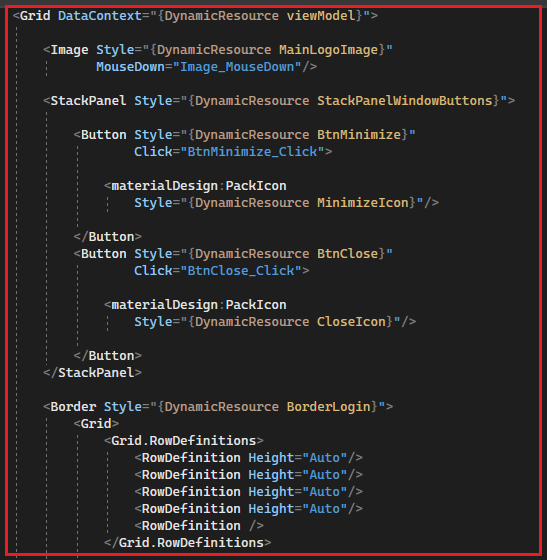 <Grid DataContext="{DynamicResource viewModel}">
<Image Style="{DynamicResource MainLogoImage}"
MouseDown="Image_MouseDown"/>
<StackPanel Style="{DynamicResource StackPanelWindowButtons}">
<Button Style="{DynamicResource BtnMinimize}"
Click="BtnMinimize_Click">
<materialDesign:PackIcon
Style="{DynamicResource MinimizeIcon}"/>
</Button>
<Button Style="{DynamicResource BtnClose}"
Click="BtnClose_Click">
<materialDesign:PackIcon
Style="{DynamicResource CloseIcon}"/>
</Button>
</StackPanel>
<Border Style="{DynamicResource BorderLogin}">
<Grid>
<Grid.RowDefinitions>
<RowDefinition Height="Auto"/>
<RowDefinition Height="Auto"/>
<RowDefinition Height="Auto"/>
<RowDefinition Height="Auto"/>
<RowDefinition />
</Grid.RowDefinitions>